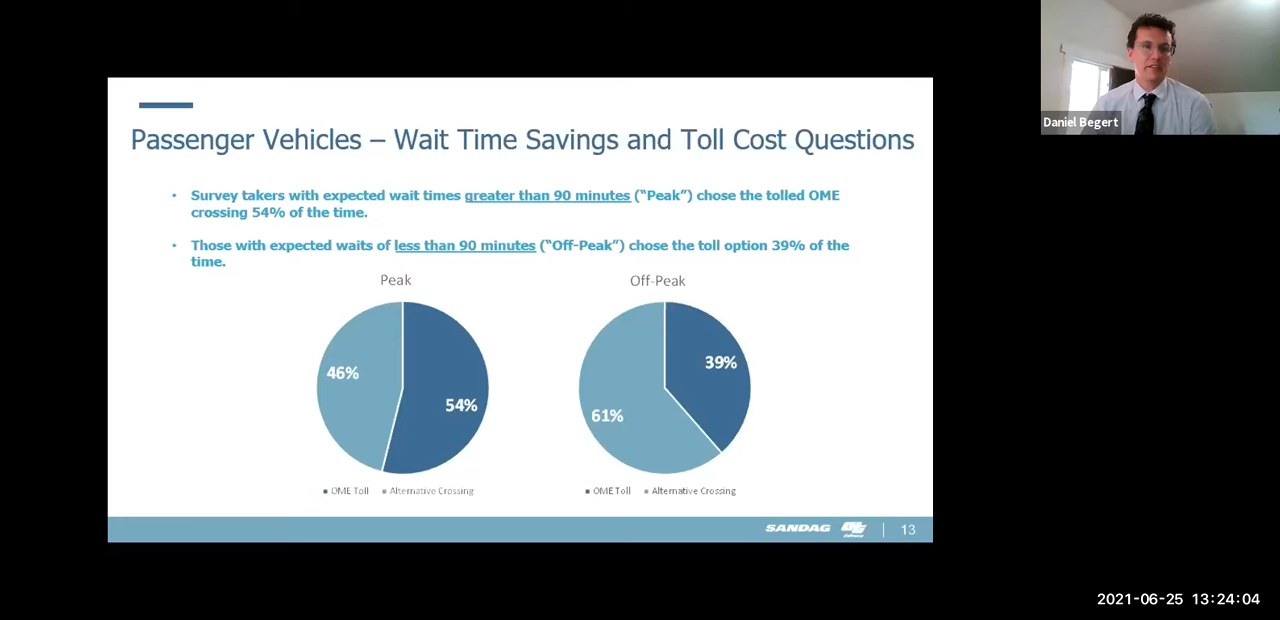 Daniel Begert
Passenger Vehicles – Wait Time Savings and Toll Cost Questions
• Survey takers with expected wait times greater than 90 minutes (“Peak”) chose the tolled OME
crossing 54% of the time.
• Those with expected waits of less than 90 minutes (“Off-Peak”) chose the toll option 39% of the
time.
Peak
46%
54%
OME Toll Alternative Crossing
Off-Peak
39%
61%
OME Toll Alternative Crossing
SANDAG
13
2021-06-25 13:24:04